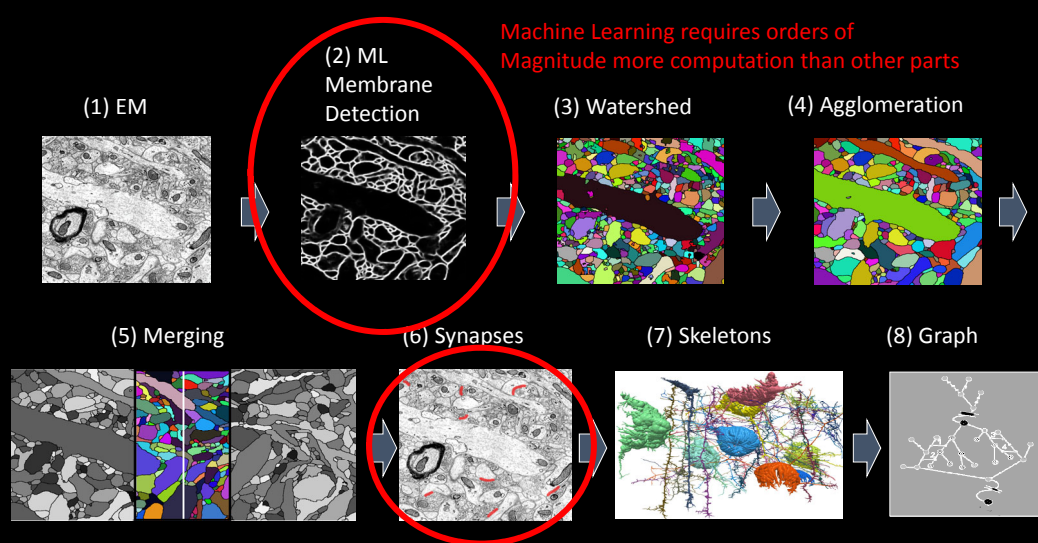 Machine Learning requires orders of
Magnitude more computation than other parts
(1) EM
(2) ML
Membrane
Detection
(3) Watershed
(4) Agglomeration
(5) Merging
(6) Synapses
(7) Skeletons
(8) Graph